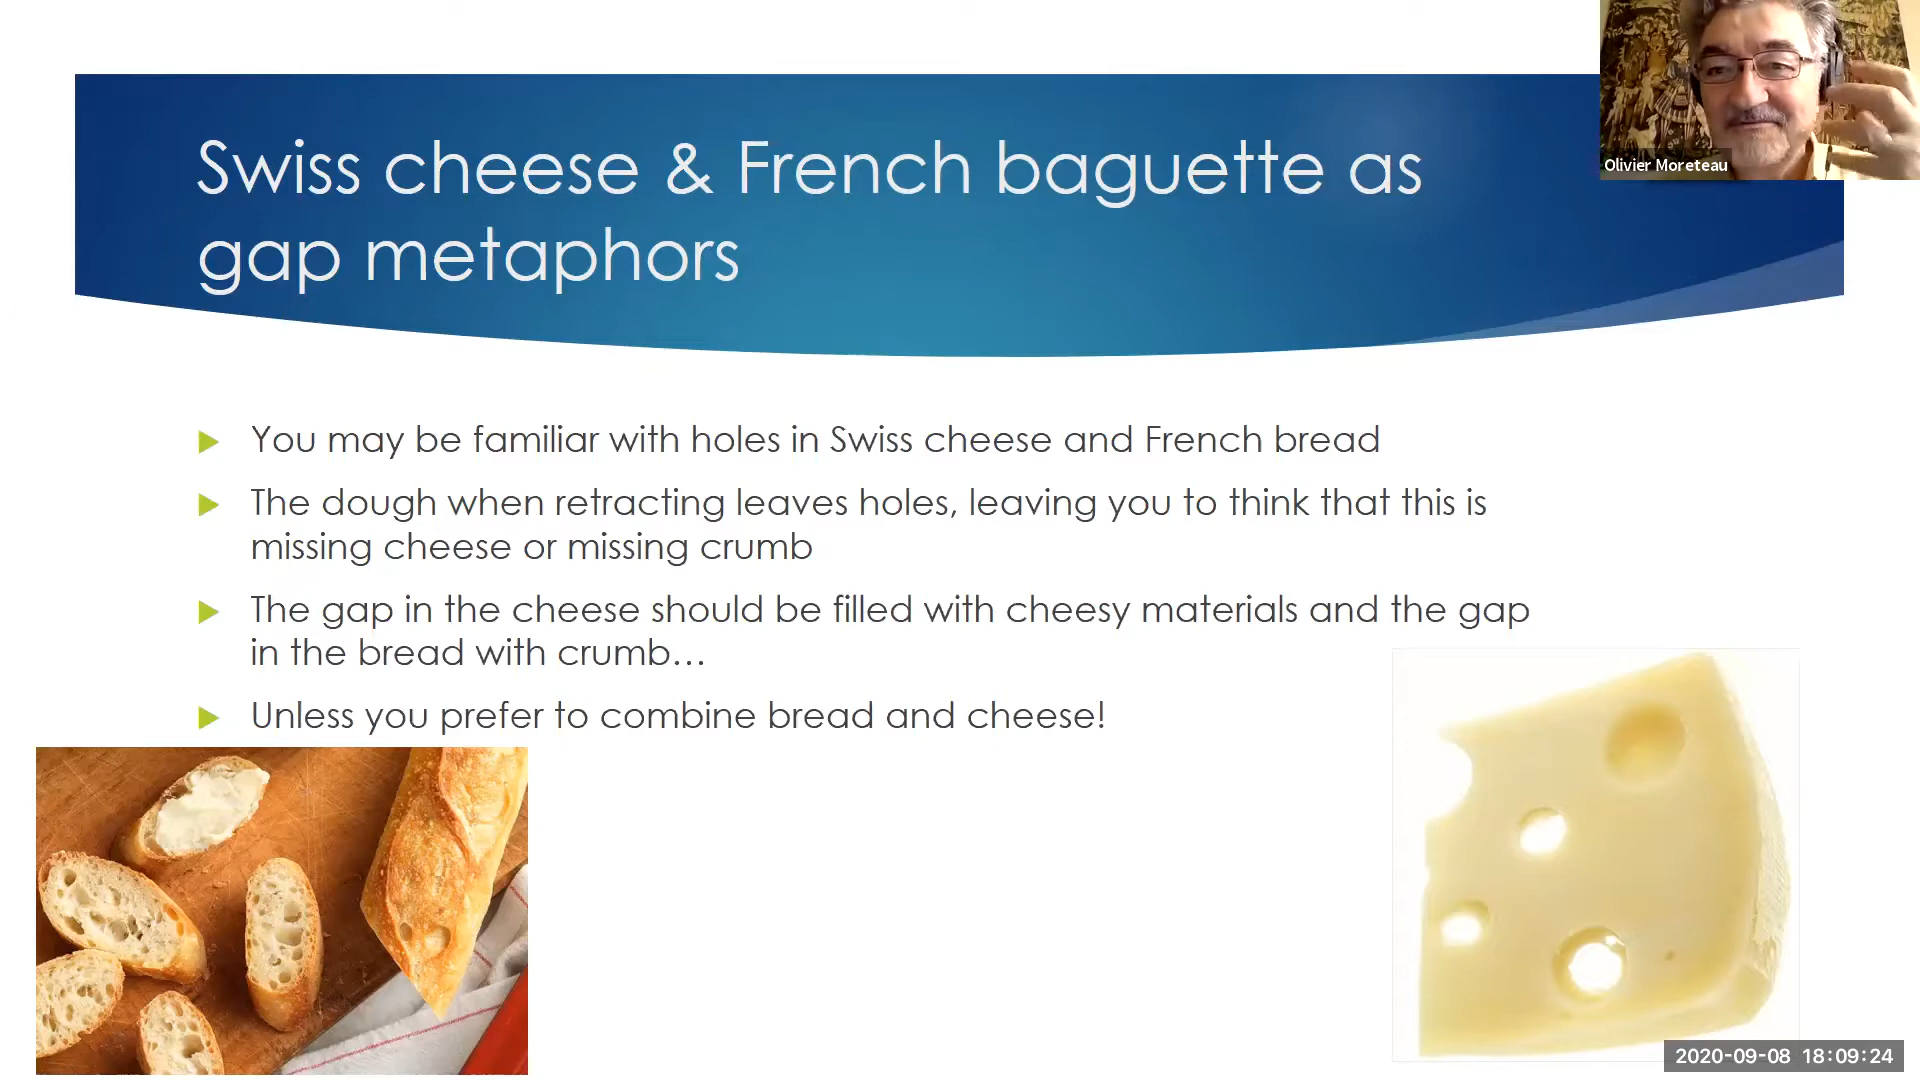 Swiss cheese & French baguette as
gap metaphors
Olivier Moreteau
You may be familiar with holes in Swiss cheese and French bread
The dough when retracting leaves holes, leaving you to think that this is
missing cheese or missing crumb
The gap in the cheese should be filled with cheesy materials and the gap
in the bread with crumb…
Unless you prefer to combine bread and cheese!
2020-09-08 18:09:24